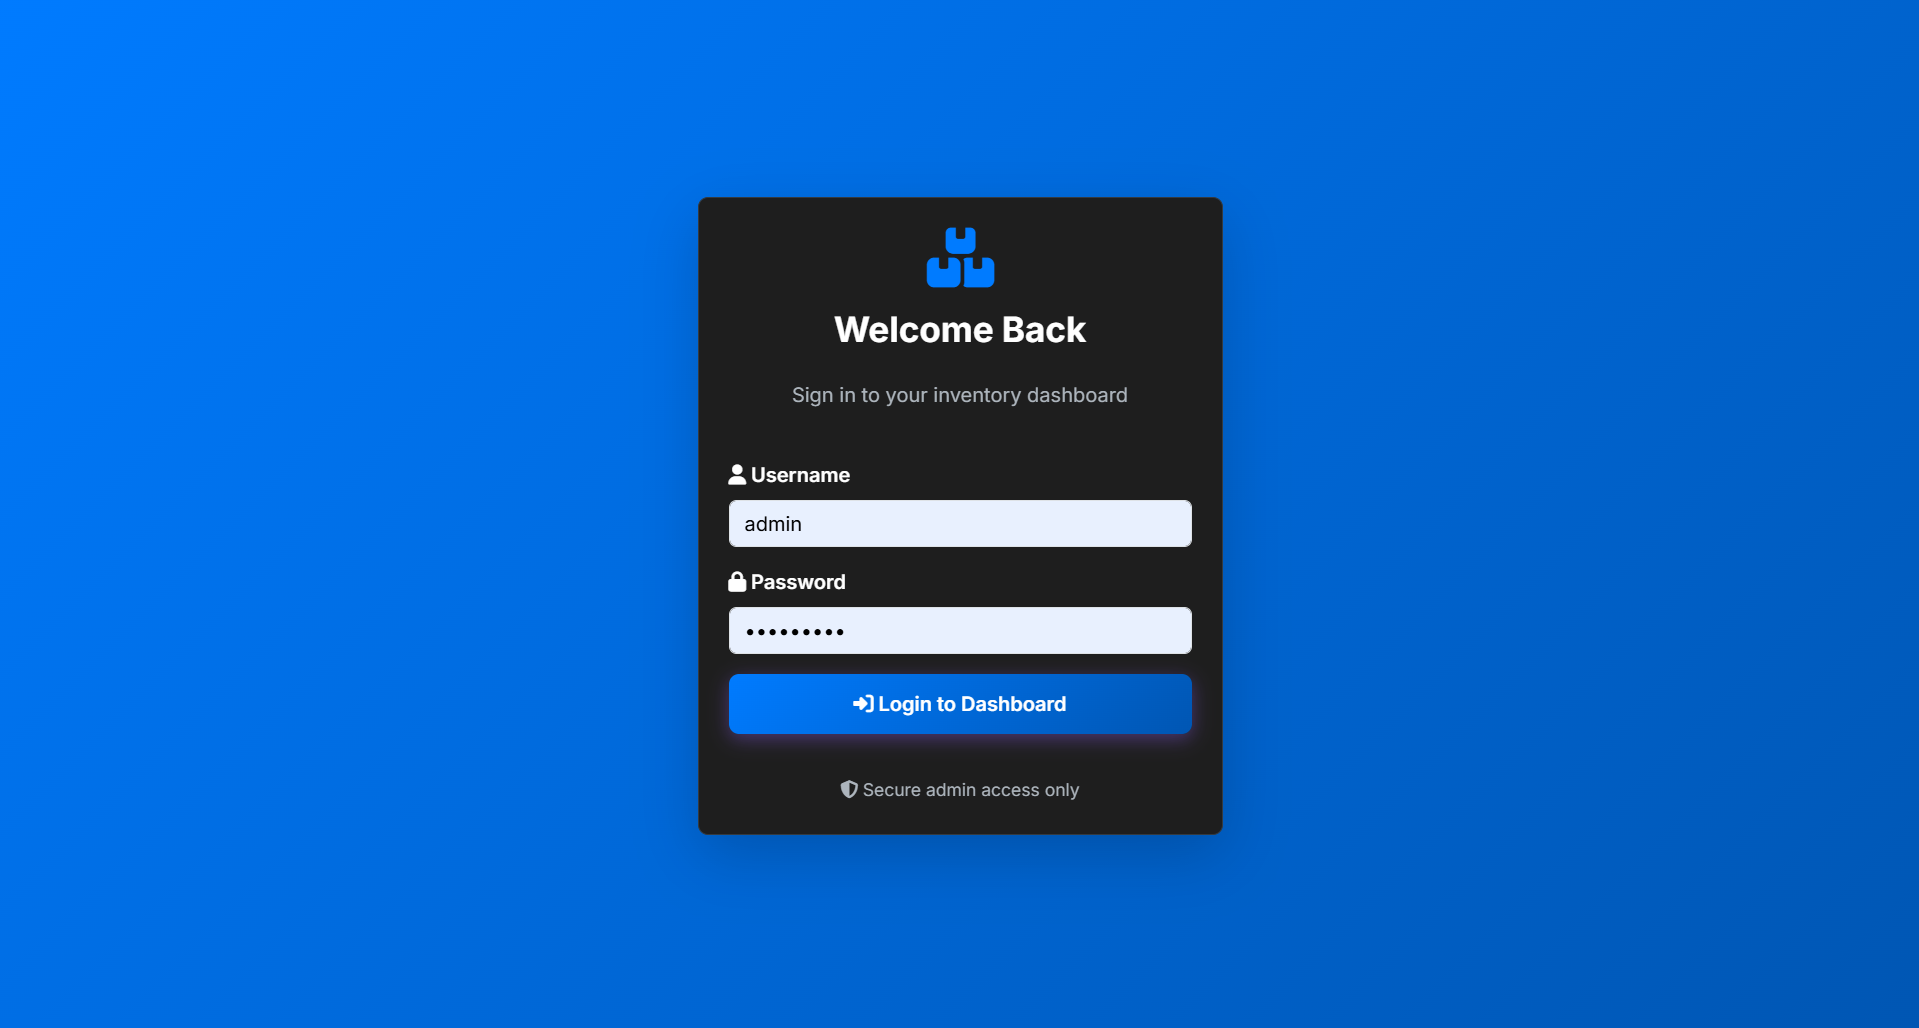 Welcome Back
Sign in to your inventory dashboard
Username
admin
Password
•••••••••
Login to Dashboard
Secure admin access only